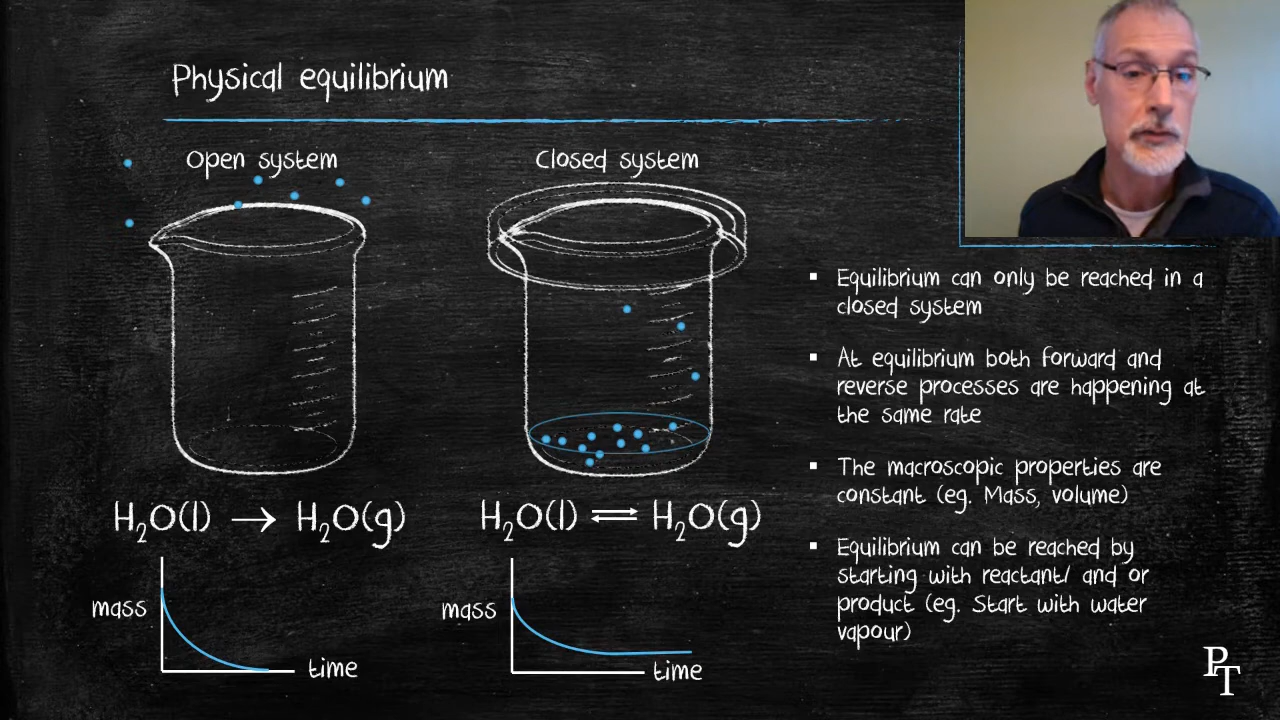 Physical equilibrium
Open system
Closed system
H₂O(l) → H₂O(g)
H₂O(l) ⇌ H₂O(g)
mass
time
mass
time
▪ Equilibrium can only be reached in a
closed system
▪ At equilibrium both forward and
reverse processes are happening at
the same rate
▪ The macroscopic properties are
constant (eg. Mass, volume)
▪ Equilibrium can be reached by
starting with reactant/ and or
product (eg. Start with water
vapour)
PT